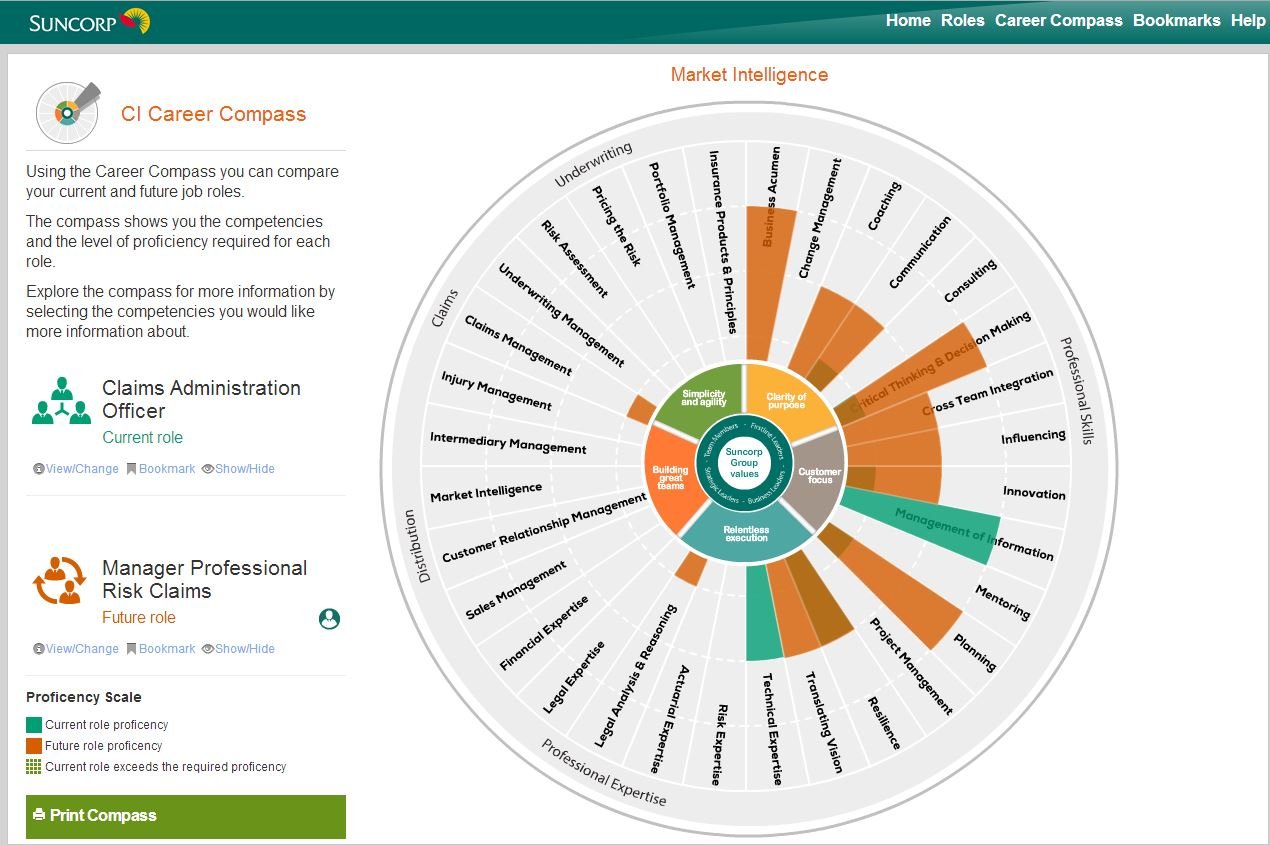 SUNCORP
Home Roles Career Compass Bookmarks Help
CI Career Compass
Using the Career Compass you can compare
your current and future job roles.
The compass shows you the competencies
and the level of proficiency required for each
role.
Explore the compass for more information by
selecting the competencies you would like
more information about.
Claims Administration
Officer
Current role
View/Change Bookmark Show/Hide
Manager Professional
Risk Claims
Future role
View/Change Bookmark Show/Hide
Proficency Scale
Current role proficency
Future role proficency
Current role exceeds the required proficency
Print Compass
Market Intelligence
Underwriting
Claims
Distribution
Professional Expertise
Professional Skills
Business Acumen
Change Management
Coaching
Communication
Consulting
Critical Thinking & Decision Making
Cross Team Integration
Influencing
Innovation
Management of Information
Mentoring
Planning
Project Management
Resilience
Translating Vision
Technical Expertise
Risk Expertise
Actuarial Expertise
Legal Analysis & Reasoning
Legal Expertise
Financial Expertise
Sales Management
Customer Relationship Management
Market Intelligence
Intermediary Management
Injury Management
Claims Management
Underwriting Management
Risk Assessment
Pricing the Risk
Portfolio Management
Insurance Products & Principles
Simplicity
and agility
Clarity of
purpose
Customer
focus
Relentless
execution
Building
great
teams
Team Members - Frontline Leaders - Business Leaders - Strategic Leaders -
Suncorp
Group
values